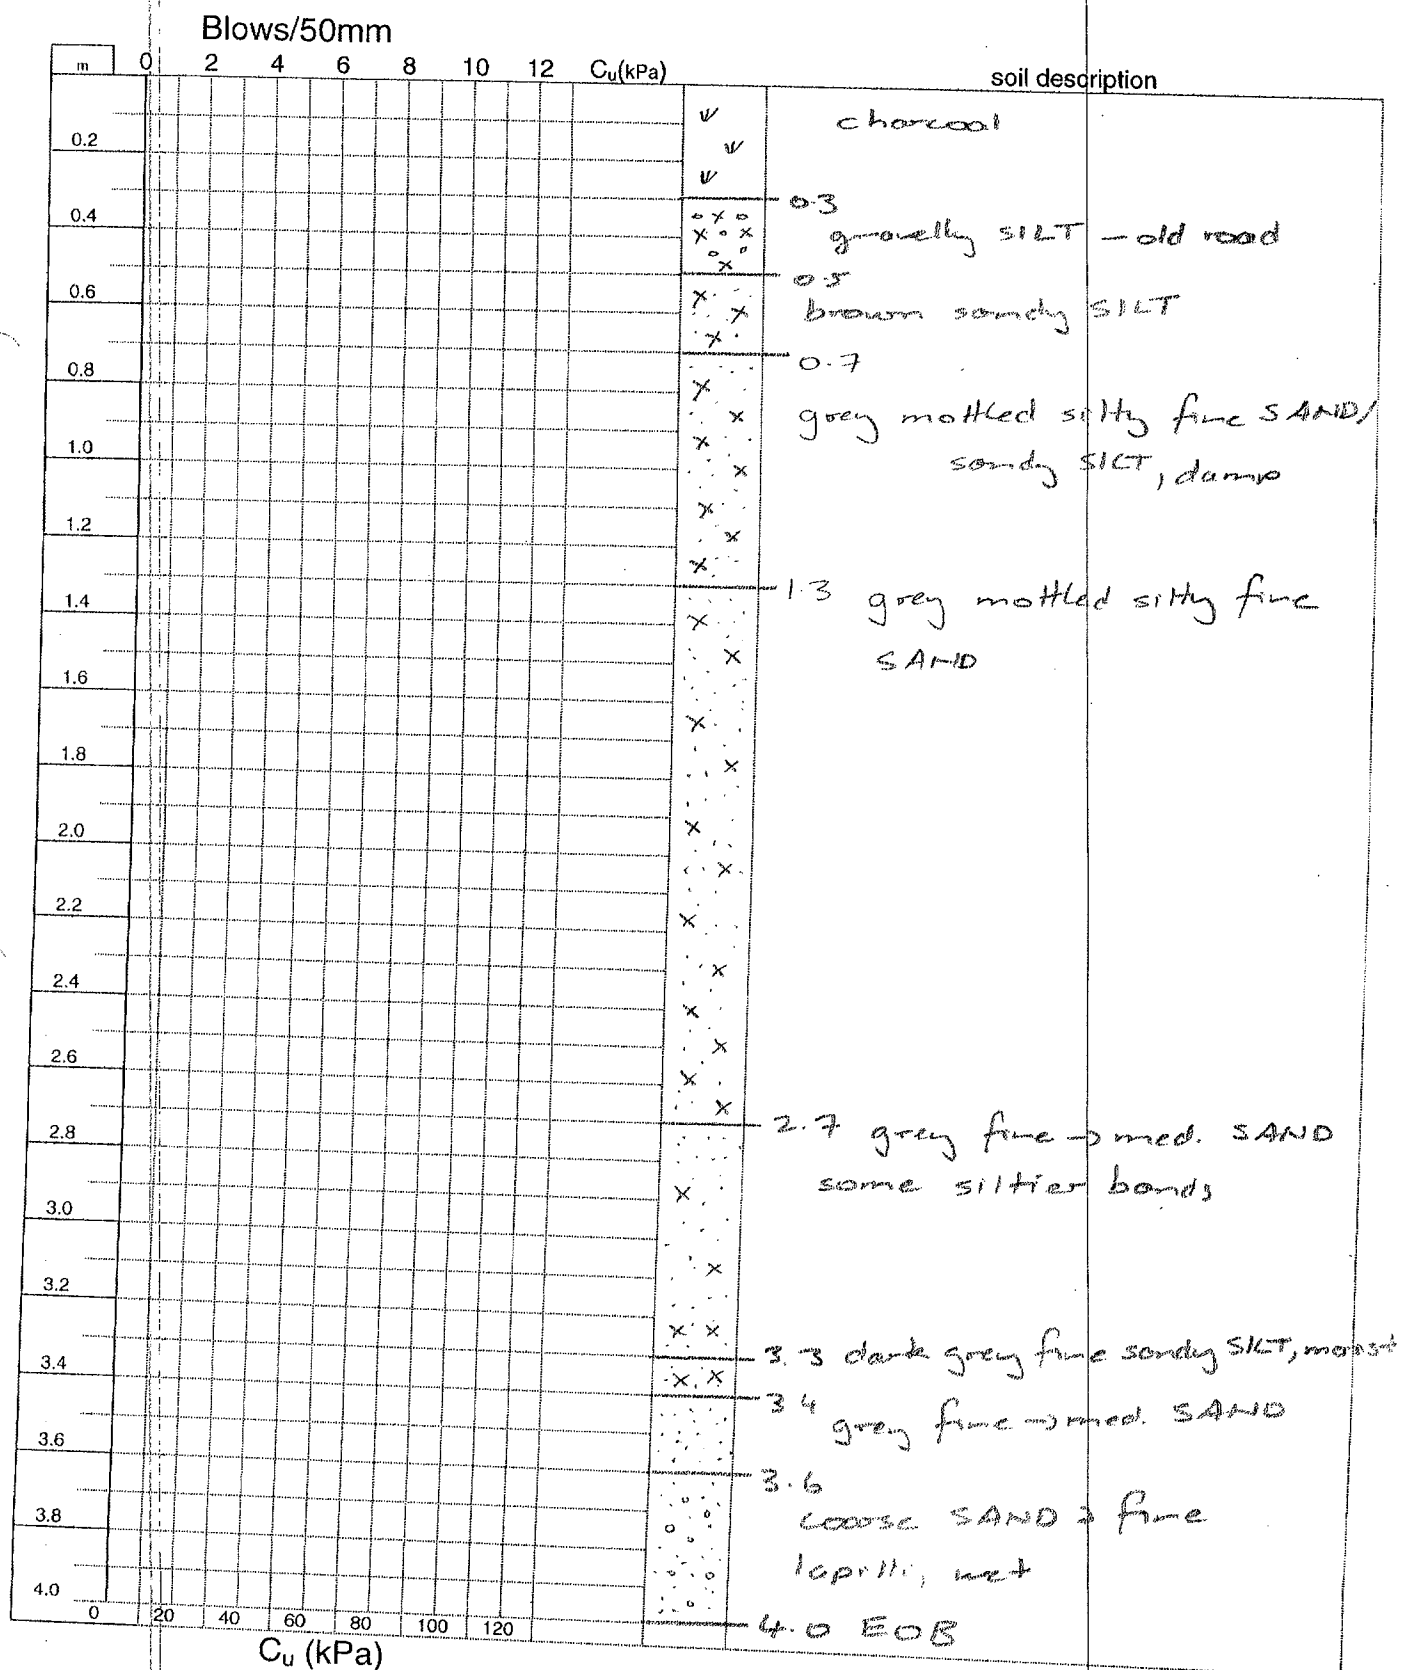 Blows/50mm
m 0 2 4 6 8 10 12 Cu(kPa) soil description
charcoal
0.2
0.3
0.4
gravelly SILT - old road
0.5
0.6
brown sandy SILT
0.7
0.8
grey mottled silty fine SAND/
1.0
sandy SILT, damp
1.2
1.3 grey mottled silty fine
1.4
SAND
1.6
1.8
2.0
2.2
2.4
2.6
2.7 grey fine → med. SAND
2.8
some siltier bands
3.0
3.2
3.3 dark grey fine sandy SILT, moist
3.4
3.4
grey fine → med. SAND
3.6
3.6
3.8
coarse SAND & fine
lapilli, wet
4.0
4.0 EOB
0 20 40 60 80 100 120
Cu (kPa)